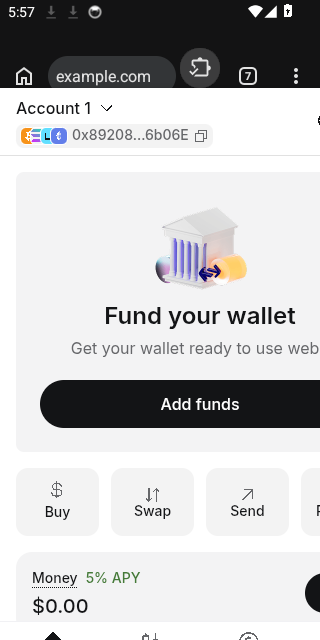 5:57
example.com
7
Account 1
0x89208...6b06E
Fund your wallet
Get your wallet ready to use web
Add funds
Buy
Swap
Send
Money 5% APY
$0.00